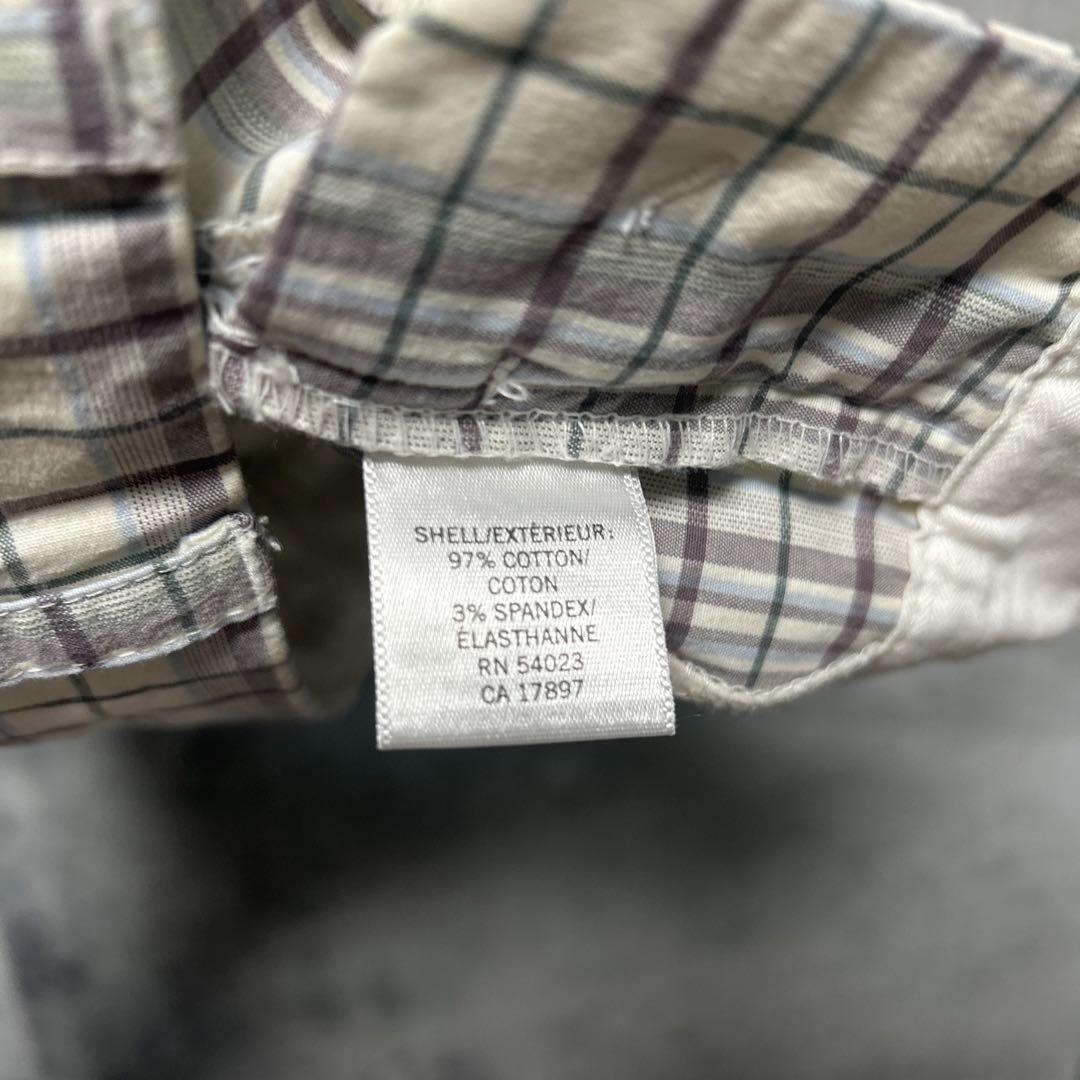 SHELL/EXTÉRIEUR:
97% COTTON/
COTON
3% SPANDEX/
ÉLASTHANNE
RN 54023
CA 17897